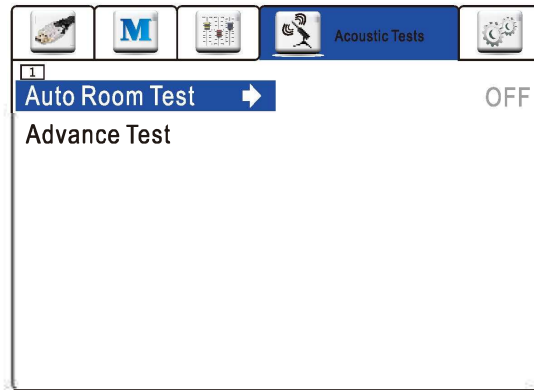 M
Acoustic Tests
1
Auto Room Test OFF
Advance Test